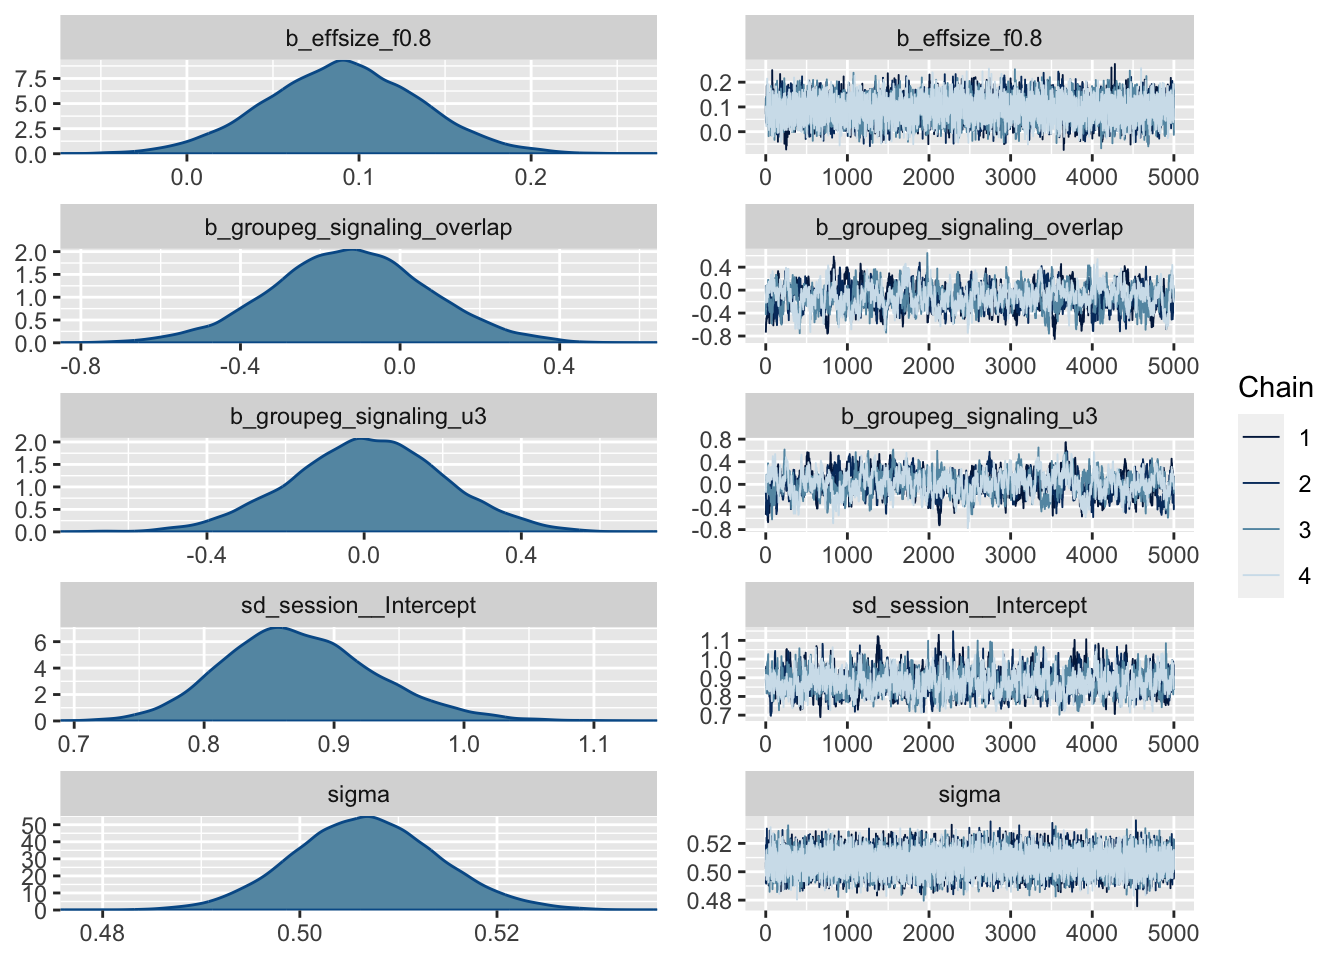 b_effsize_f0.8
7.5
5.0
2.5
0.0
0.0 0.1 0.2
b_effsize_f0.8
0.2
0.1
0.0
0 1000 2000 3000 4000 5000
b_groupeg_signaling_overlap
2.0
1.5
1.0
0.5
0.0
-0.8 -0.4 0.0 0.4
b_groupeg_signaling_overlap
0.4
0.0
-0.4
-0.8
0 1000 2000 3000 4000 5000
b_groupeg_signaling_u3
2.0
1.5
1.0
0.5
0.0
-0.4 0.0 0.4
b_groupeg_signaling_u3
0.8
0.4
0.0
-0.4
-0.8
0 1000 2000 3000 4000 5000
sd_session__Intercept
6
4
2
0
0.7 0.8 0.9 1.0 1.1
sd_session__Intercept
1.1
1.0
0.9
0.8
0.7
0 1000 2000 3000 4000 5000
sigma
50
40
30
20
10
0
0.48 0.50 0.52
sigma
0.52
0.50
0.48
0 1000 2000 3000 4000 5000
Chain
1
2
3
4